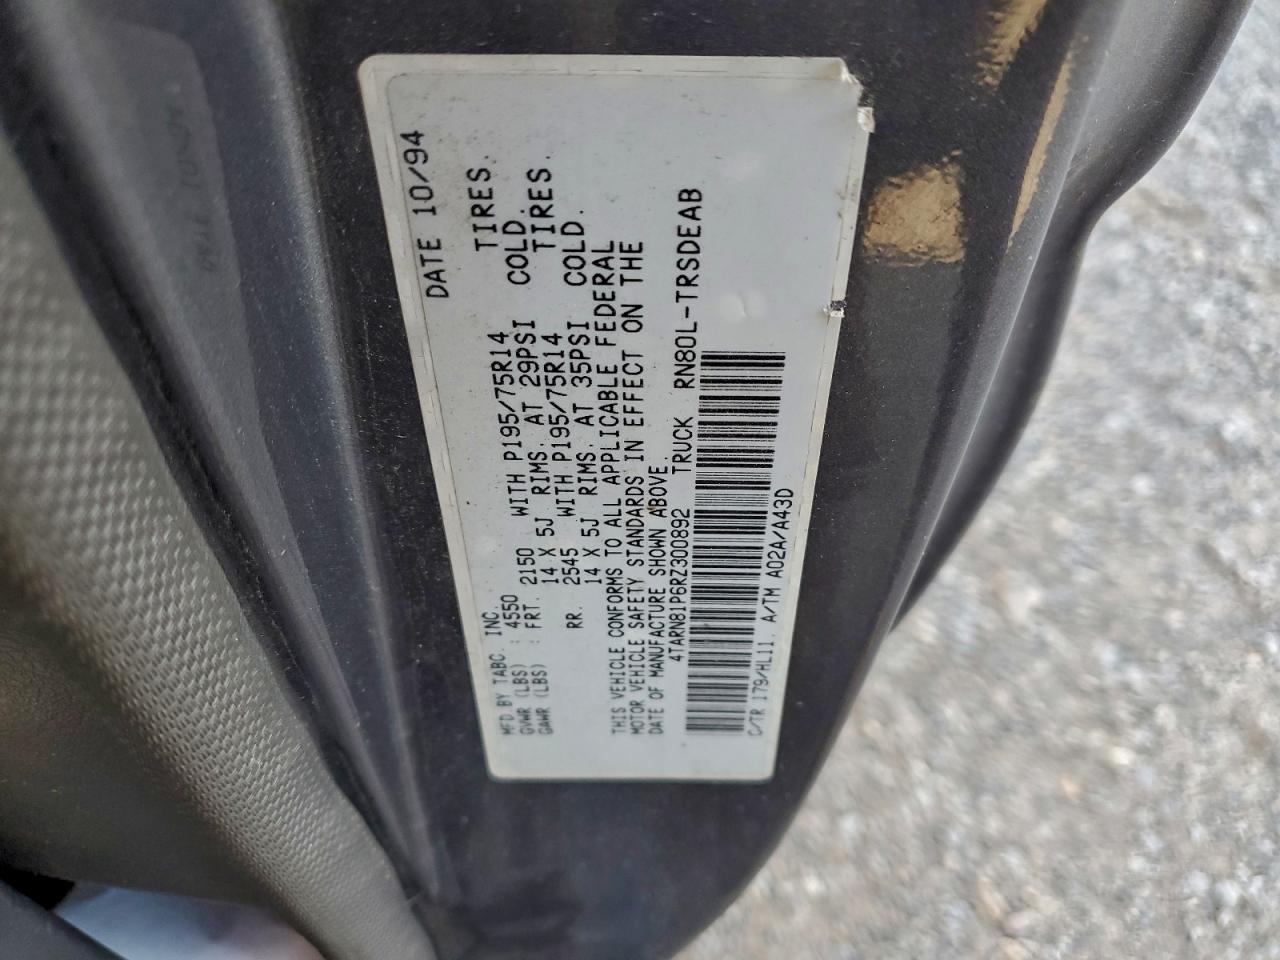 DATE 10/94
MFD BY TABC. INC.
GVWR (LBS) : 4550 WITH P195/75R14 TIRES.
GAWR (LBS) : FRT. 2150 14 X 5J RIMS. AT 29PSI COLD.
RR. 2545 WITH P195/75R14 TIRES.
14 X 5J RIMS. AT 35PSI COLD.
THIS VEHICLE CONFORMS TO ALL APPLICABLE FEDERAL
MOTOR VEHICLE SAFETY STANDARDS IN EFFECT ON THE
DATE OF MANUFACTURE SHOWN ABOVE.
4TARN81P6RZ300892 TRUCK RN80L-TRSDEAB
C/TR 179/HL11. A/TM A02A/A43D